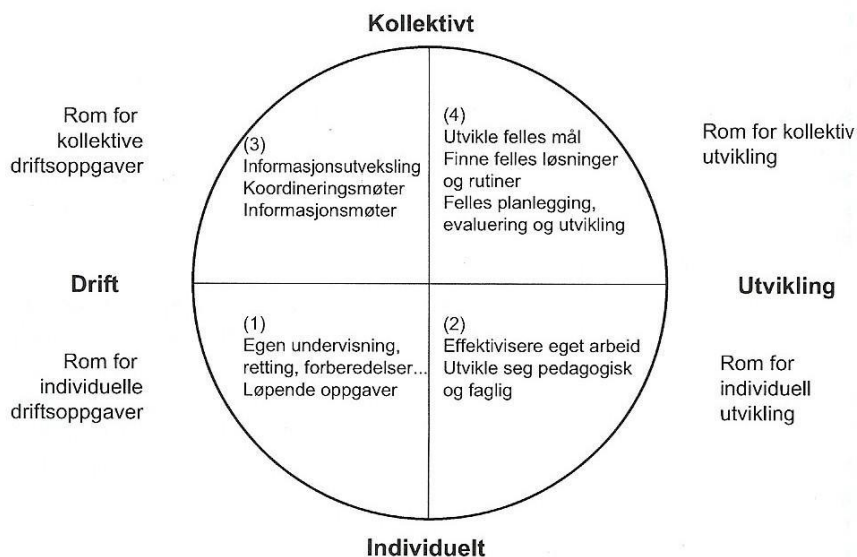 Kollektivt
Rom for
kollektive
driftsoppgaver
(3)
Informasjonsutveksling
Koordineringsmøter
Informasjonsmøter
(4)
Utvikle felles mål
Finne felles løsninger
og rutiner
Felles planlegging,
evaluering og utvikling
Rom for kollektiv
utvikling
Drift
Utvikling
Rom for
individuelle
driftsoppgaver
(1)
Egen undervisning,
retting, forberedelser...
Løpende oppgaver
(2)
Effektivisere eget arbeid
Utvikle seg pedagogisk
og faglig
Rom for
individuell
utvikling
Individuelt